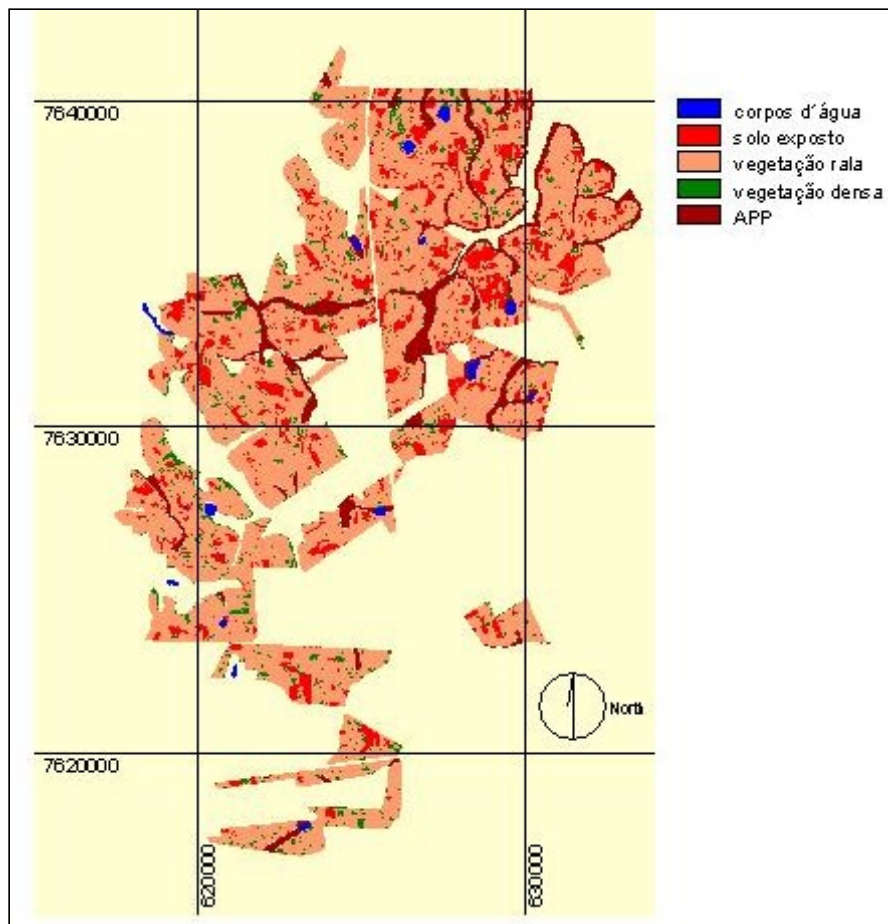 7640000
corpos d´água
solo exposto
vegetação rala
vegetação densa
APP
7630000
North
7620000
620000
630000